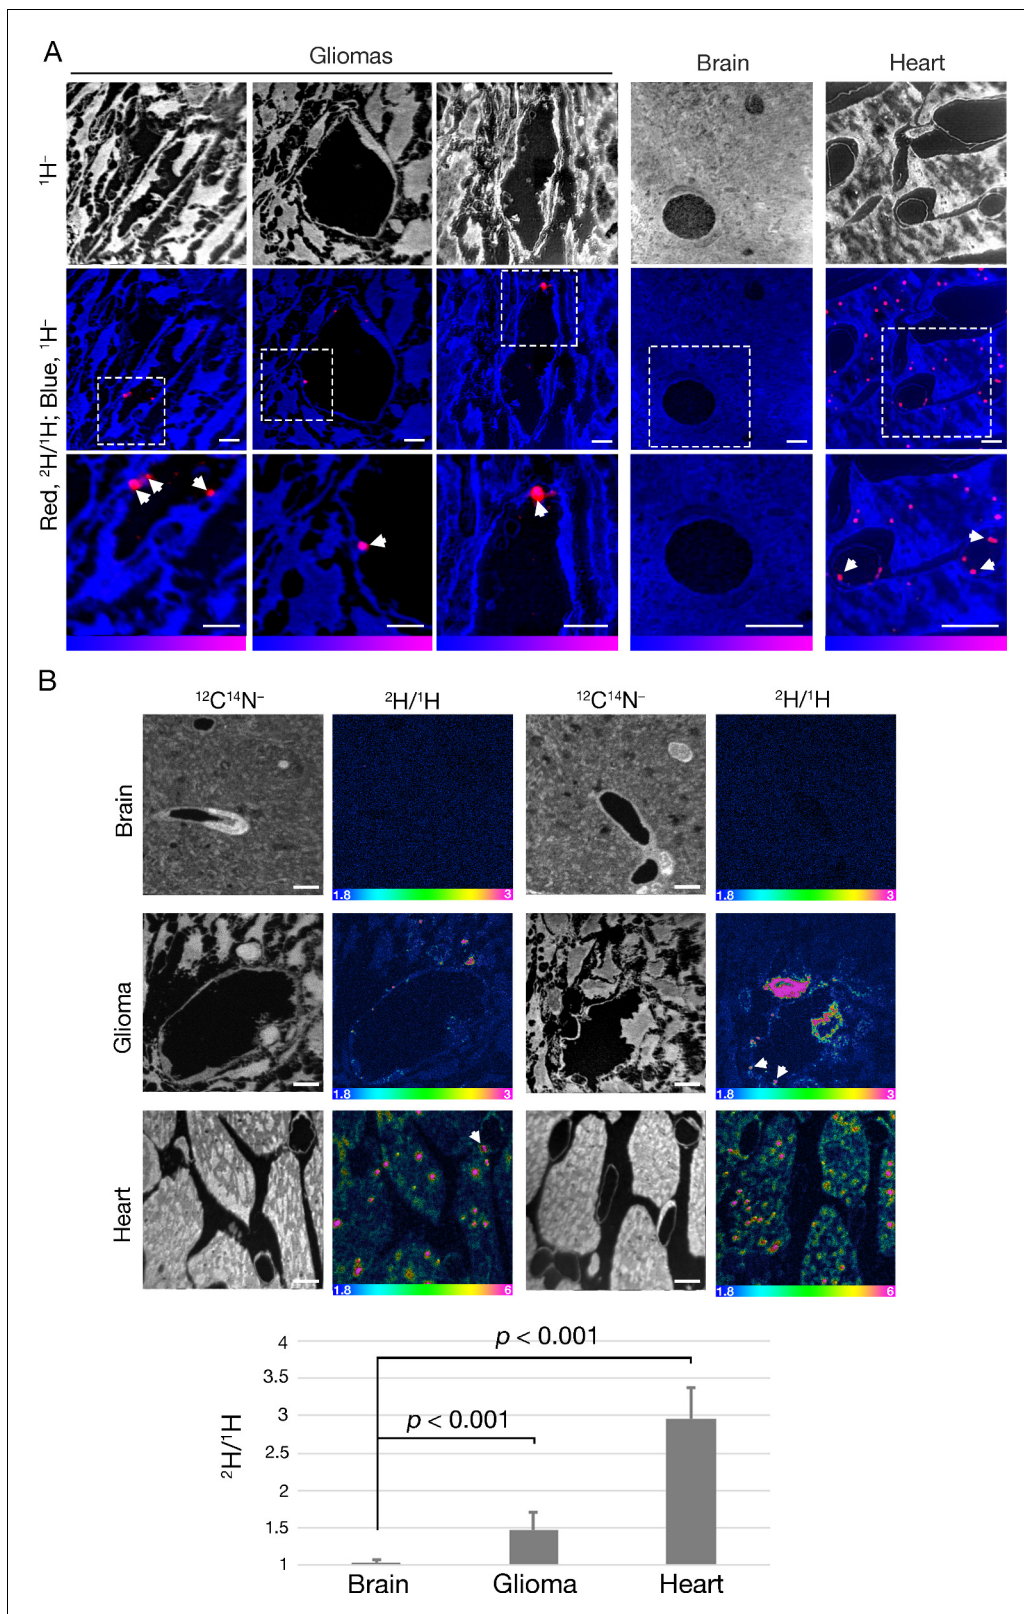 A
Gliomas Brain Heart
¹H⁻
Red, ²H/¹H; Blue, ¹H⁻
B
¹²C¹⁴N⁻ ²H/¹H ¹²C¹⁴N⁻ ²H/¹H
Brain
1.8 3 1.8 3
Glioma
1.8 3 1.8 3
Heart
1.8 6 1.8 6
4
p < 0.001
3.5
3
p < 0.001
2.5
2
1.5
1
²H/¹H
Brain Glioma Heart